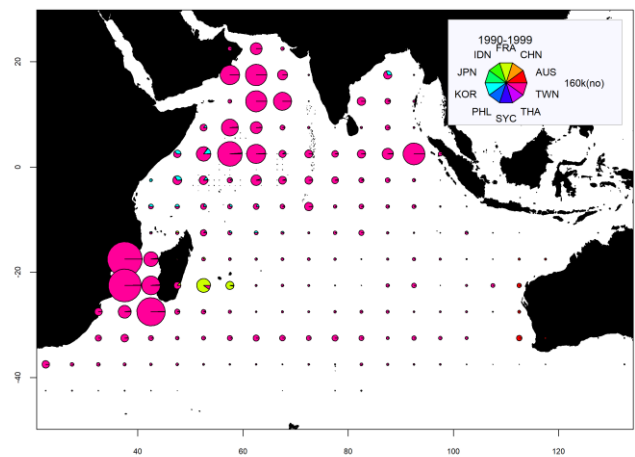 1990-1999
FRA
IDN CHN
JPN AUS
KOR TWN 160k(no)
PHL THA
SYC
20
0
-20
-40
40 60 80 100 120